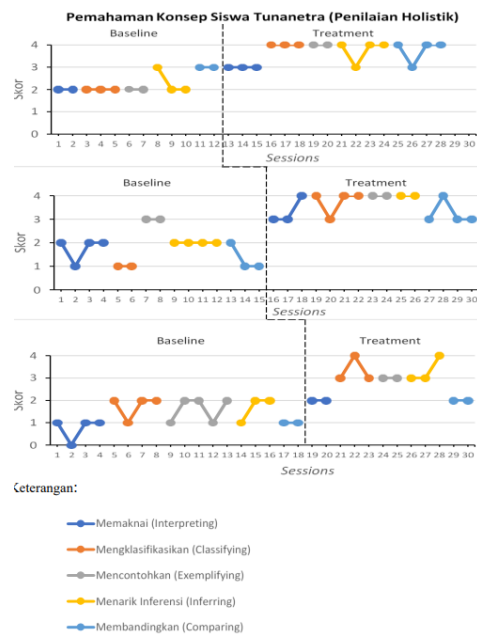 Pemahaman Konsep Siswa Tunanetra (Penilaian Holistik)
Baseline Treatment
4
3
2
1
0
Skor
1 2 3 4 5 6 7 8 9 10 11 12 13 14 15 16 17 18 19 20 21 22 23 24 25 26 27 28 29 30
Sessions
Baseline Treatment
4
3
2
1
0
Skor
1 2 3 4 5 6 7 8 9 10 11 12 13 14 15 16 17 18 19 20 21 22 23 24 25 26 27 28 29 30
Sessions
Baseline Treatment
4
3
2
1
0
Skor
1 2 3 4 5 6 7 8 9 10 11 12 13 14 15 16 17 18 19 20 21 22 23 24 25 26 27 28 29 30
Sessions
Keterangan:
Memaknai (Interpreting)
Mengklasifikasikan (Classifying)
Mencontohkan (Exemplifying)
Menarik Inferensi (Inferring)
Membandingkan (Comparing)